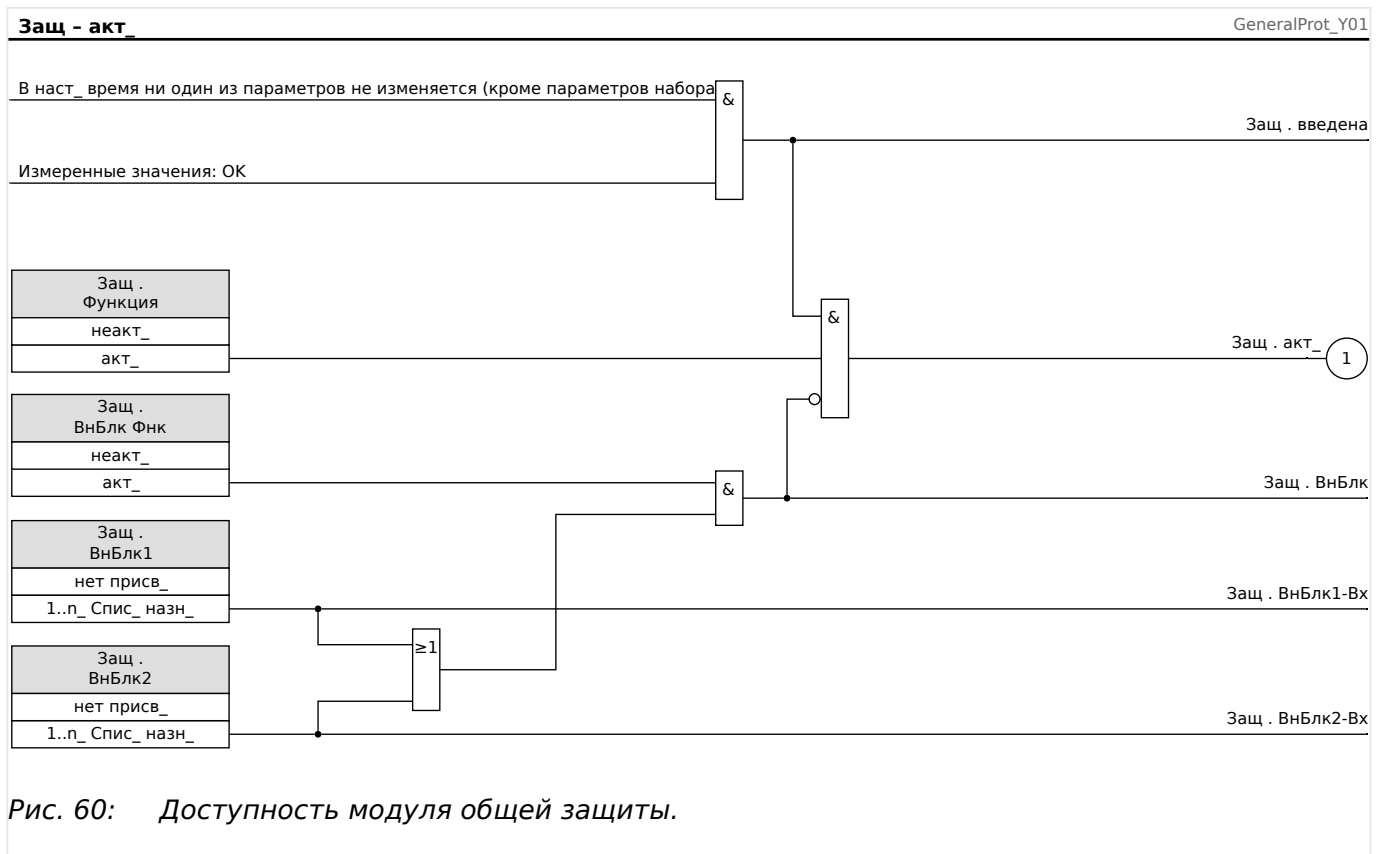 Защ – акт_
GeneralProt_Y01
В наст_ время ни один из параметров не изменяется (кроме параметров набора
&
Защ . введена
Измеренные значения: OK
Защ .
Функция
неакт_
акт_
&
Защ . акт_
1
Защ .
ВнБлк Фнк
неакт_
акт_
&
Защ . ВнБлк
Защ .
ВнБлк1
нет присв_
1..n_ Спис_ назн_
Защ . ВнБлк1-Вх
≥1
Защ .
ВнБлк2
нет присв_
1..n_ Спис_ назн_
Защ . ВнБлк2-Вх
Рис. 60: Доступность модуля общей защиты.